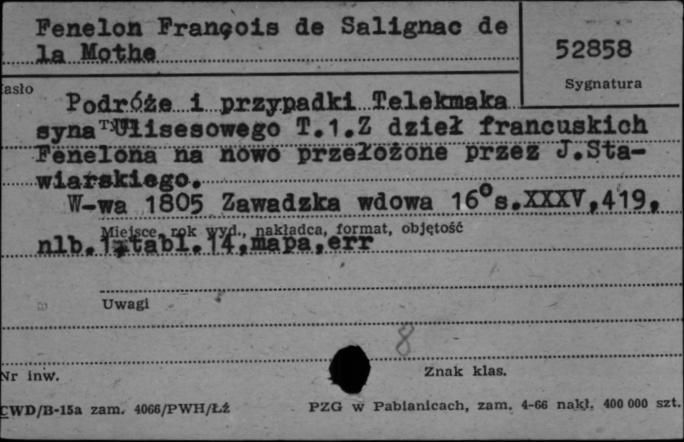 Fenelon François de Salignac de
la Mothe
52858
Sygnatura
asło
Podróże i przypadki Telekmaka
syna Ulisesowego T.1.Z dzieł francuskich
Fenelona na nowo przełożone przez J.Sta-
wiarskiego.
W-wa 1805 Zawadzka wdowa 16°s.XXXV,419,
Miejsce, rok wyd., nakładca, format, objętość
nlb.1,tabl.14,mapa,err
Uwagi
8
Nr inw.
Znak klas.
CWD/B-15a zam. 4066/PWH/Łż
PZG w Pabianicach, zam. 4-66 nakł. 400 000 szt.